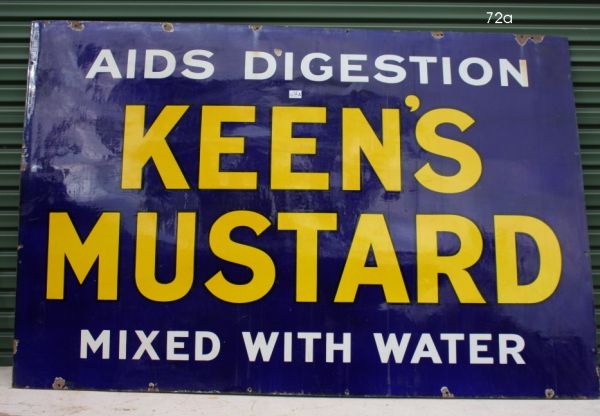 72a
AIDS DIGESTION
KEEN'S
MUSTARD
MIXED WITH WATER